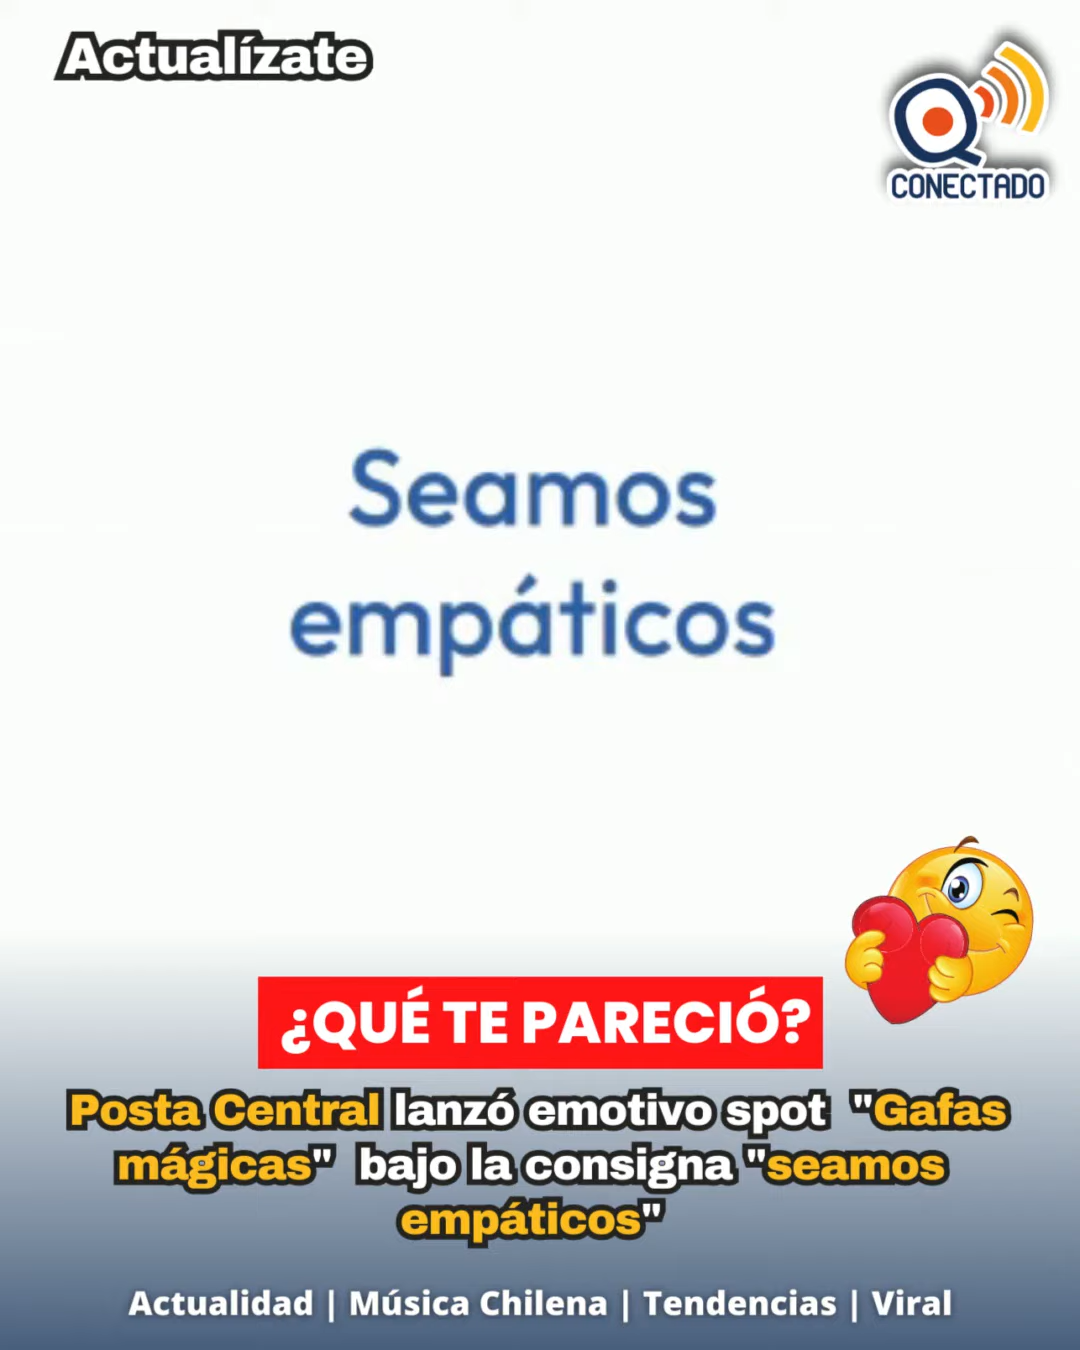 Actualízate
CONECTADO
Seamos
empáticos
¿QUÉ TE PARECIÓ?
Posta Central lanzó emotivo spot "Gafas
mágicas" bajo la consigna "seamos
empáticos"
Actualidad | Música Chilena | Tendencias | Viral